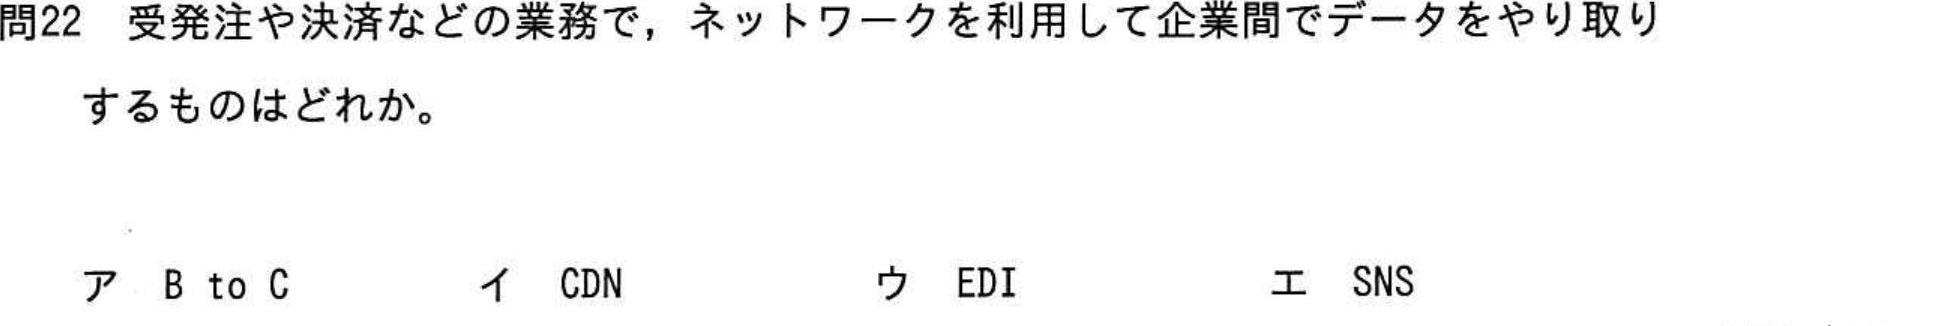 問22　受発注や決済などの業務で，ネットワークを利用して企業間でデータをやり取り
するものはどれか。
ア　B to C　イ　CDN　ウ　EDI　エ　SNS